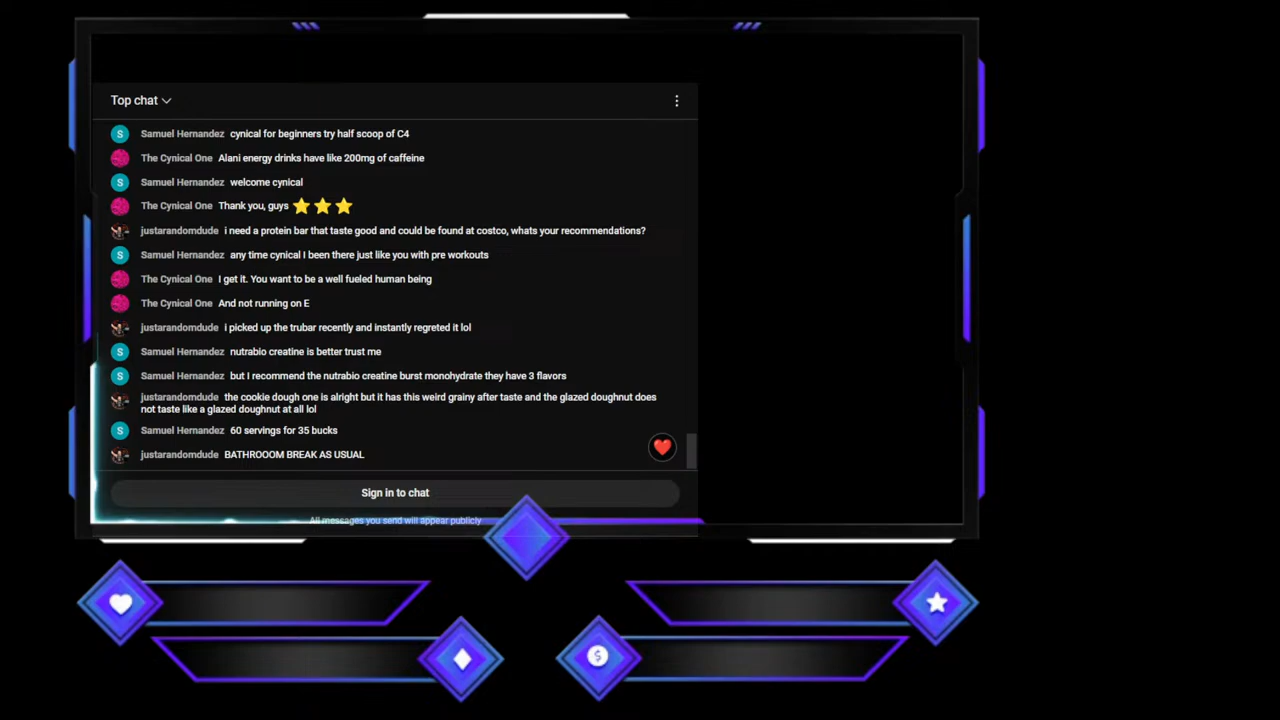 Top chat
Samuel Hernandez cynical for beginners try half scoop of C4
The Cynical One Alani energy drinks have like 200mg of caffeine
Samuel Hernandez welcome cynical
The Cynical One Thank you, guys ⭐⭐⭐
justarandomdude i need a protein bar that taste good and could be found at costco, whats your recommendations?
Samuel Hernandez any time cynical I been there just like you with pre workouts
The Cynical One I get it. You want to be a well fueled human being
The Cynical One And not running on E
justarandomdude i picked up the trubar recently and instantly regretted it lol
Samuel Hernandez nutrabio creatine is better trust me
Samuel Hernandez but I recommend the nutrabio creatine burst monohydrate they have 3 flavors
justarandomdude the cookie dough one is alright but it has this weird grainy after taste and the glazed doughnut does
not taste like a glazed doughnut at all lol
Samuel Hernandez 60 servings for 35 bucks
justarandomdude BATHROOOM BREAK AS USUAL
Sign in to chat
All messages you send will appear publicly